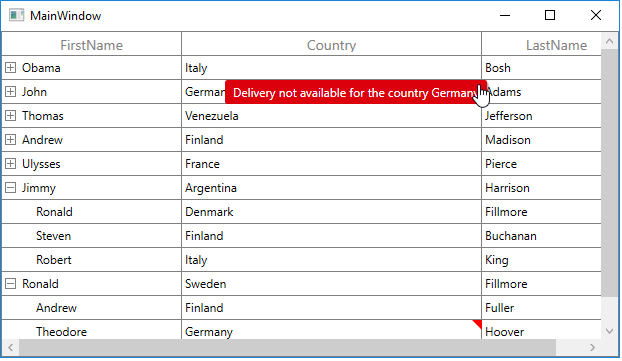 MainWindow
FirstName Country LastName
Obama Italy Bosh
John German Adams
Delivery not available for the country Germany
Thomas Venezuela Jefferson
Andrew Finland Madison
Ulysses France Pierce
Jimmy Argentina Harrison
Ronald Denmark Fillmore
Steven Finland Buchanan
Robert Italy King
Ronald Sweden Fillmore
Andrew Finland Fuller
Theodore Germany Hoover